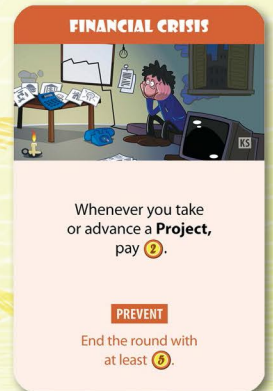 FINANCIAL CRISIS
KS
Whenever you take
or advance a Project,
pay 2.
PREVENT
End the round with
at least 5.